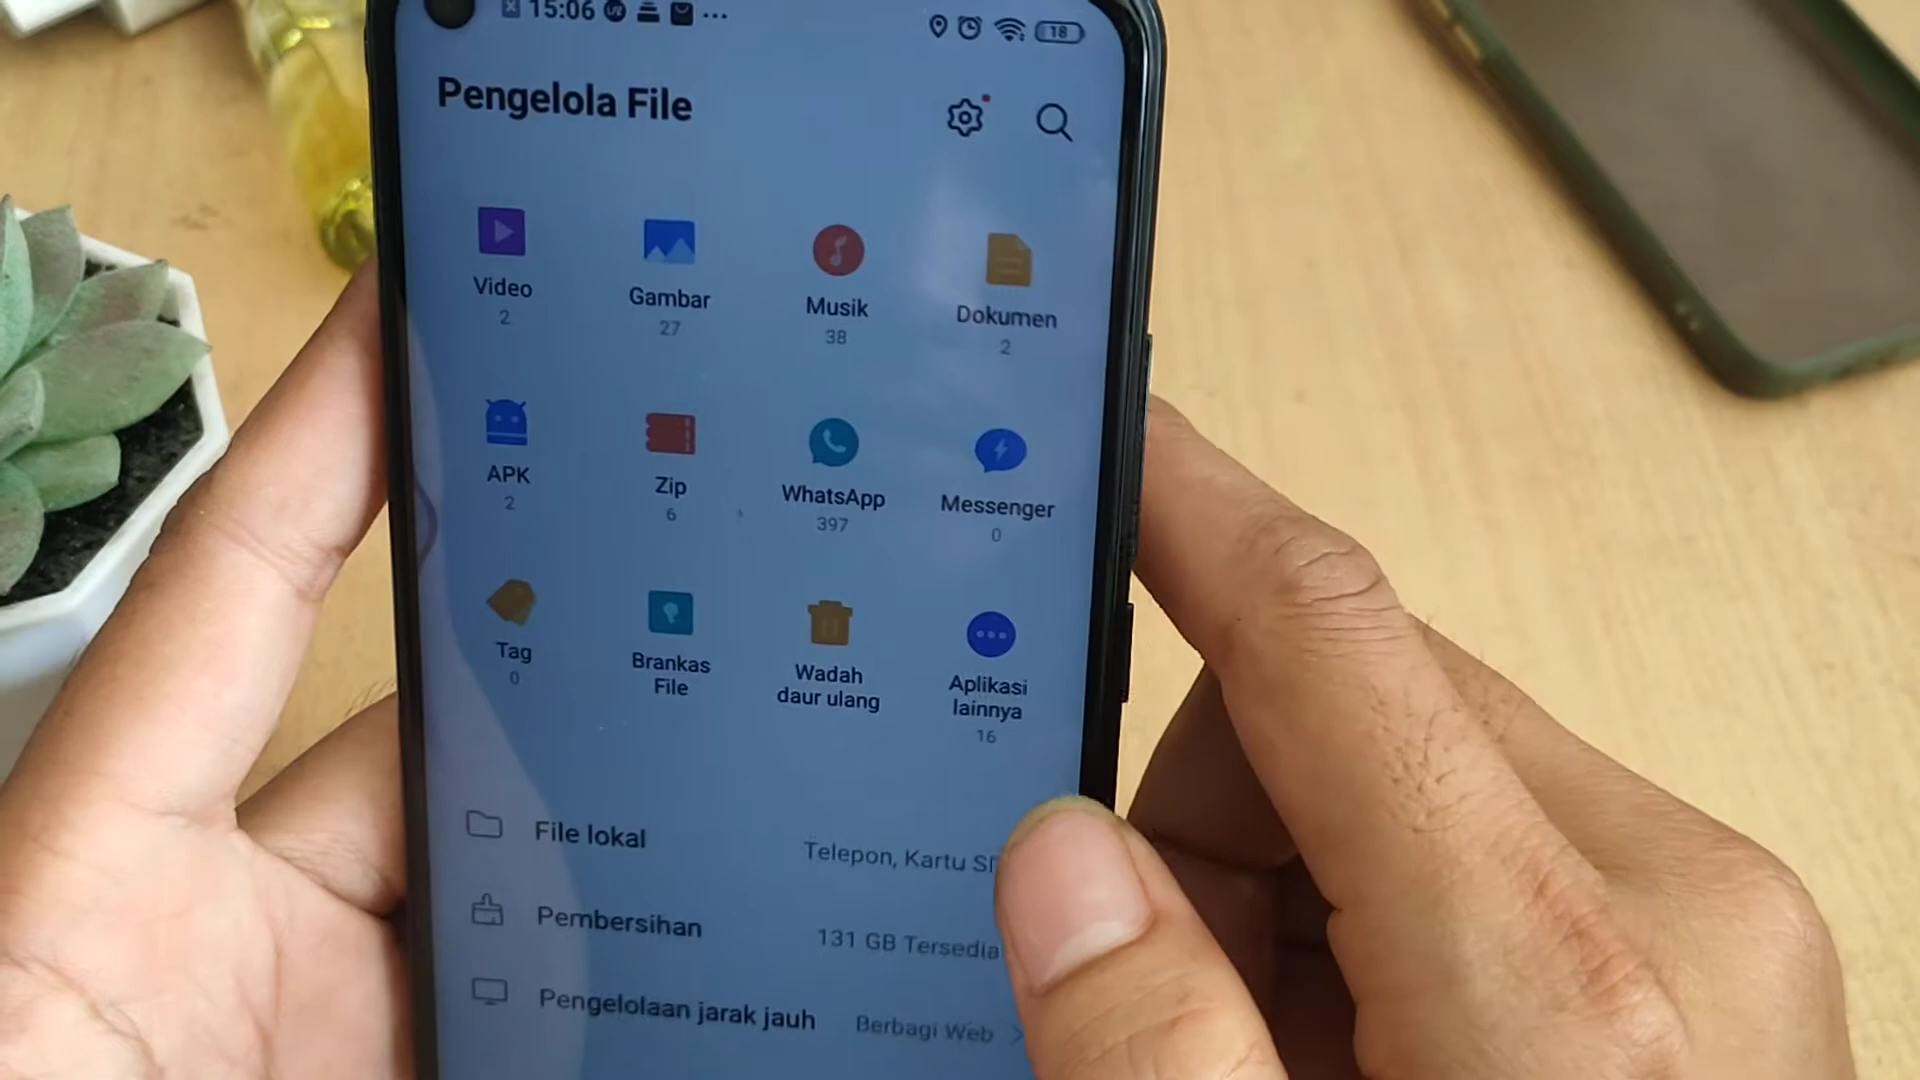 15:06
18
Pengelola File
Video
2
Gambar
27
Musik
38
Dokumen
2
APK
2
Zip
6
WhatsApp
397
Messenger
0
Tag
0
Brankas
File
Wadah
daur ulang
Aplikasi
lainnya
16
File lokal
Telepon, Kartu
Pembersihan
131 GB Tersedia
Pengelolaan jarak jauh
Berbagi Web